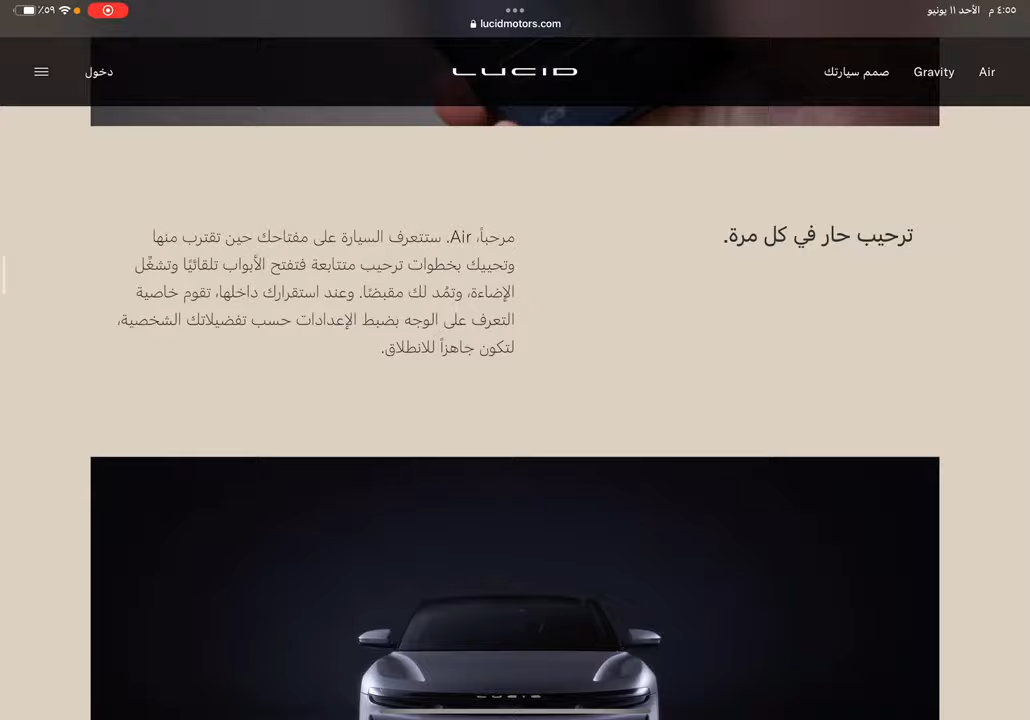 ٤:٥٥ م الأحد ١١ يونيو
٥٩٪
lucidmotors.com
Air
Gravity
صمم سيارتك
LUCID
دخول
ترحيب حار في كل مرة.
مرحباً، Air. ستتعرف السيارة على مفتاحك حين تقترب منها
وتحييك بخطوات ترحيب متتابعة فتفتح الأبواب تلقائيًا وتشغِّل
الإضاءة، وتمُد لك مقبضًا. وعند استقرارك داخلها، تقوم خاصية
التعرف على الوجه بضبط الإعدادات حسب تفضيلاتك الشخصية،
لتكون جاهزاً للانطلاق.
LUCID